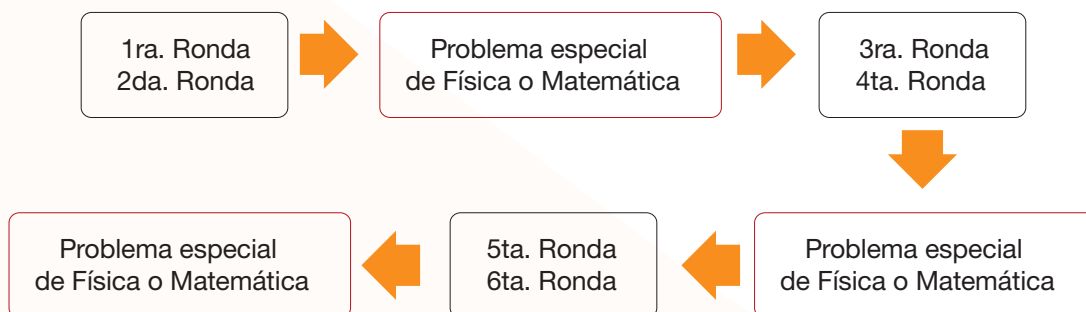 1ra. Ronda
2da. Ronda
Problema especial
de Física o Matemática
3ra. Ronda
4ta. Ronda
Problema especial
de Física o Matemática
5ta. Ronda
6ta. Ronda
Problema especial
de Física o Matemática